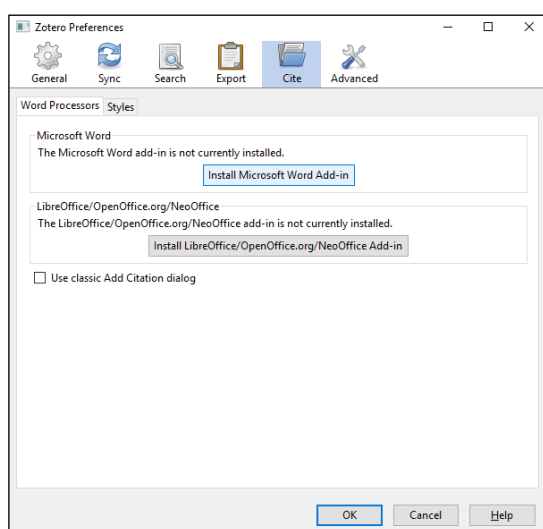 Zotero Preferences
General Sync Search Export Cite Advanced
Word Processors Styles
Microsoft Word
The Microsoft Word add-in is not currently installed.
Install Microsoft Word Add-in
LibreOffice/OpenOffice.org/NeoOffice
The LibreOffice/OpenOffice.org/NeoOffice add-in is not currently installed.
Install LibreOffice/OpenOffice.org/NeoOffice Add-in
Use classic Add Citation dialog
OK Cancel Help